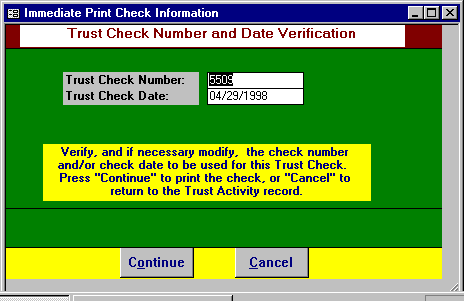 Immediate Print Check Information
Trust Check Number and Date Verification
Trust Check Number: 5509
Trust Check Date: 04/29/1998
Verify, and if necessary modify, the check number
and/or check date to be used for this Trust Check.
Press "Continue" to print the check, or "Cancel" to
return to the Trust Activity record.
Continue Cancel